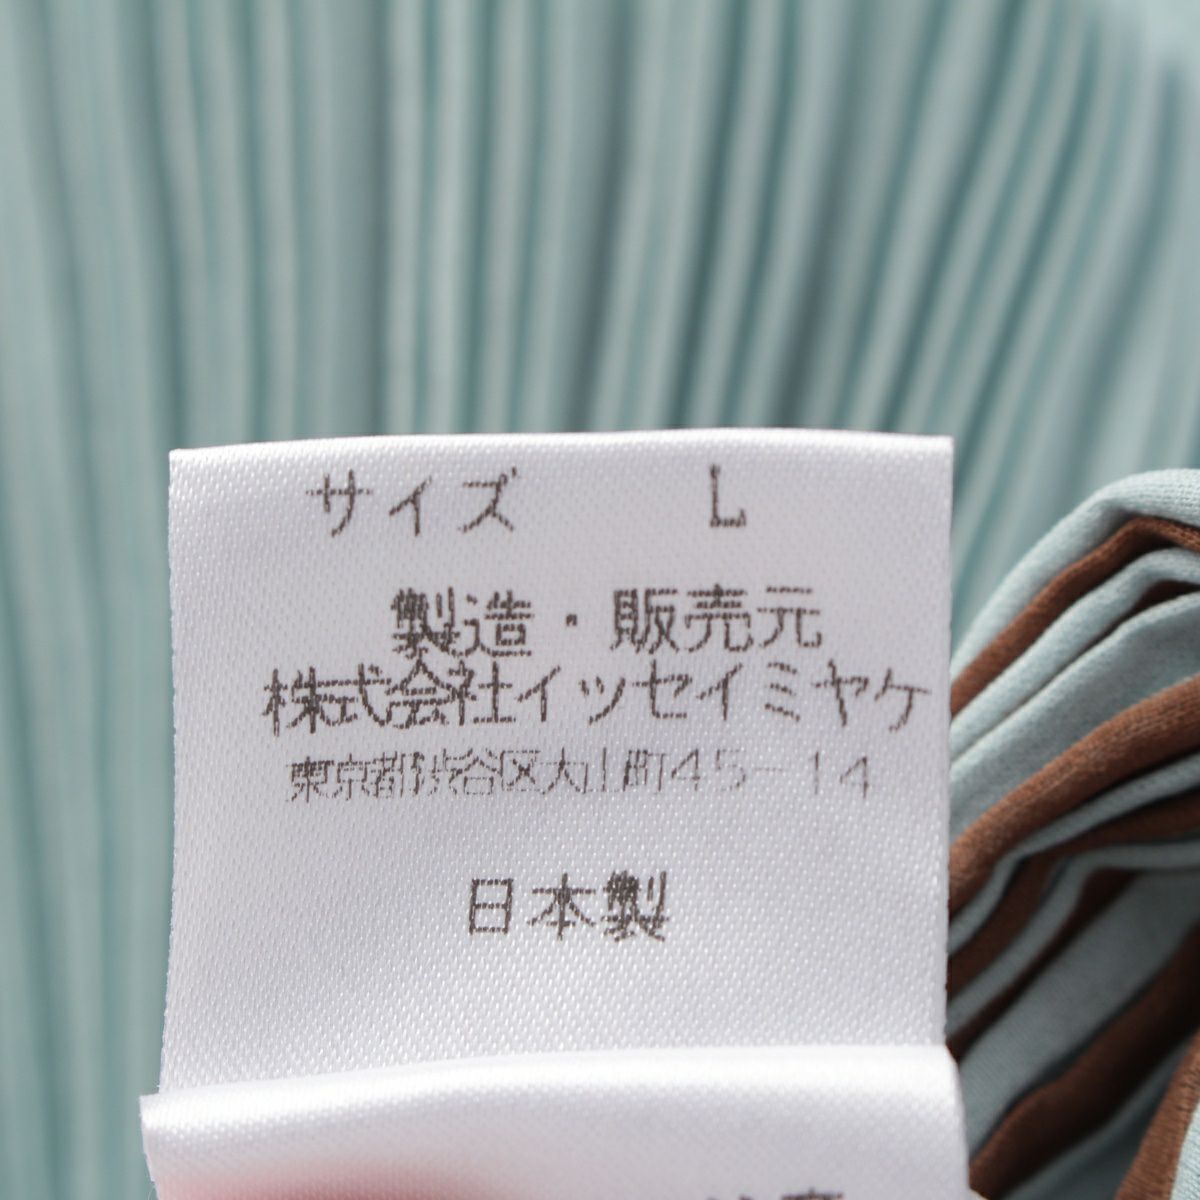 サイズ L
製造・販売元
株式会社イッセイミヤケ
東京都渋谷区大山町45-14
日本製